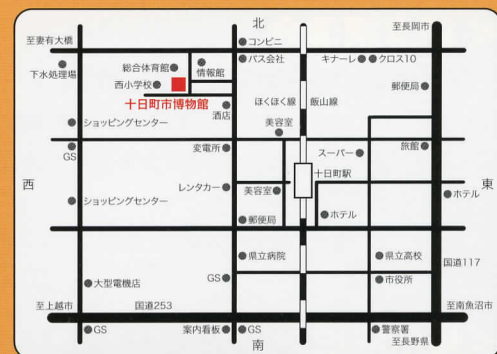 北
至妻有大橋
至長岡市
コンビニ
下水処理場
総合体育館
情報館
バス会社
キナーレ
クロス10
西小学校
郵便局
十日町市博物館
酒店
ほくほく線
飯山線
ショッピングセンター
美容室
GS
変電所
スーパー
旅館
西
東
十日町駅
レンタカー
美容室
ホテル
ショッピングセンター
郵便局
ホテル
県立病院
県立高校
国道117
大型電機店
GS
市役所
至上越市
国道253
至南魚沼市
GS
案内看板
GS
警察署
南
至長野県